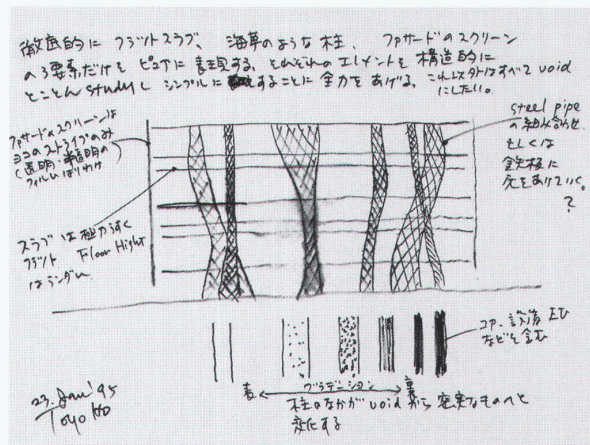 徹底的にフラットスラブ、海草のような柱、ファサードのスクリーン
の3要素だけをピュアに表現する、それぞれのエレメントを構造的に
とことんstudyし シンプルにすることに全力をあげる、これ以外はすべてvoid
にしたい。
ファサードのスクリーンは
ヨコのストライプのみ
(透明・半透明の
フィルム
スラブは極力うすく
フラット Floor Hight
はランダム
steel pipe
の組み合わせ
もしくは
鉄板に
穴をあけていく。
?
コア、設備 EV
などを含む
表 グラデーション 裏
柱のなかがvoidから密実なものへと
変化する
23. Jan '95
Toyo Ito